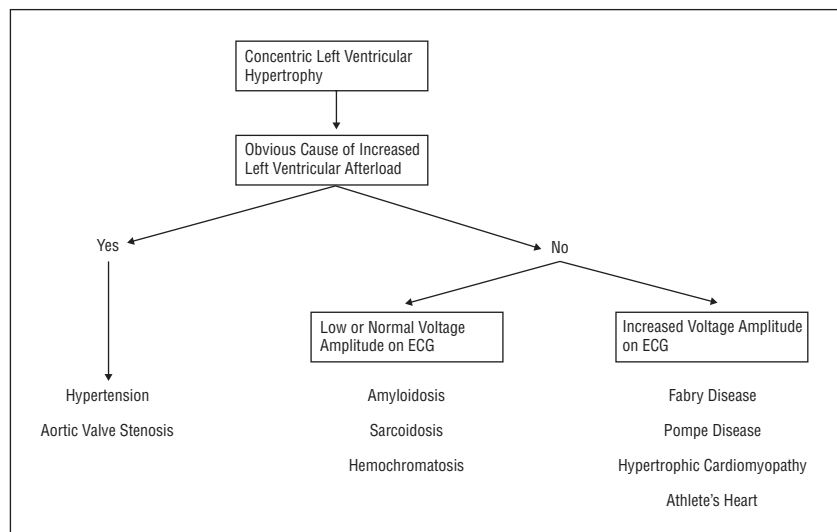 Concentric Left Ventricular
Hypertrophy
Obvious Cause of Increased
Left Ventricular Afterload
Yes
No
Low or Normal Voltage
Amplitude on ECG
Increased Voltage Amplitude
on ECG
Hypertension
Aortic Valve Stenosis
Amyloidosis
Sarcoidosis
Hemochromatosis
Fabry Disease
Pompe Disease
Hypertrophic Cardiomyopathy
Athlete's Heart